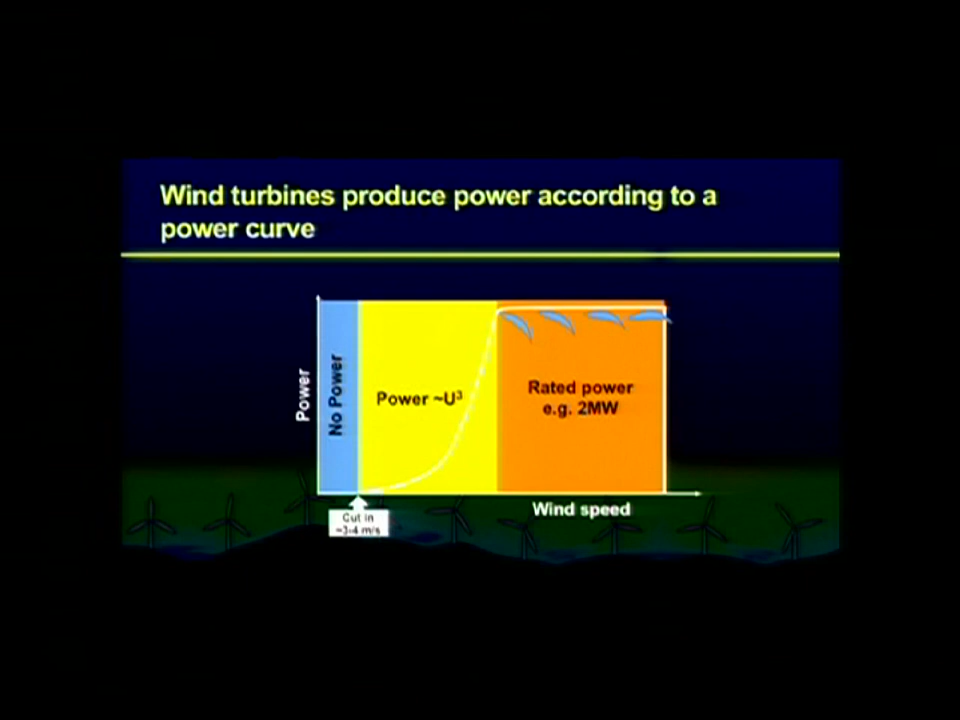 Wind turbines produce power according to a
power curve
Power
No Power
Power ~U³
Rated power
e.g. 2MW
Wind speed
Cut in
~3-4 m/s